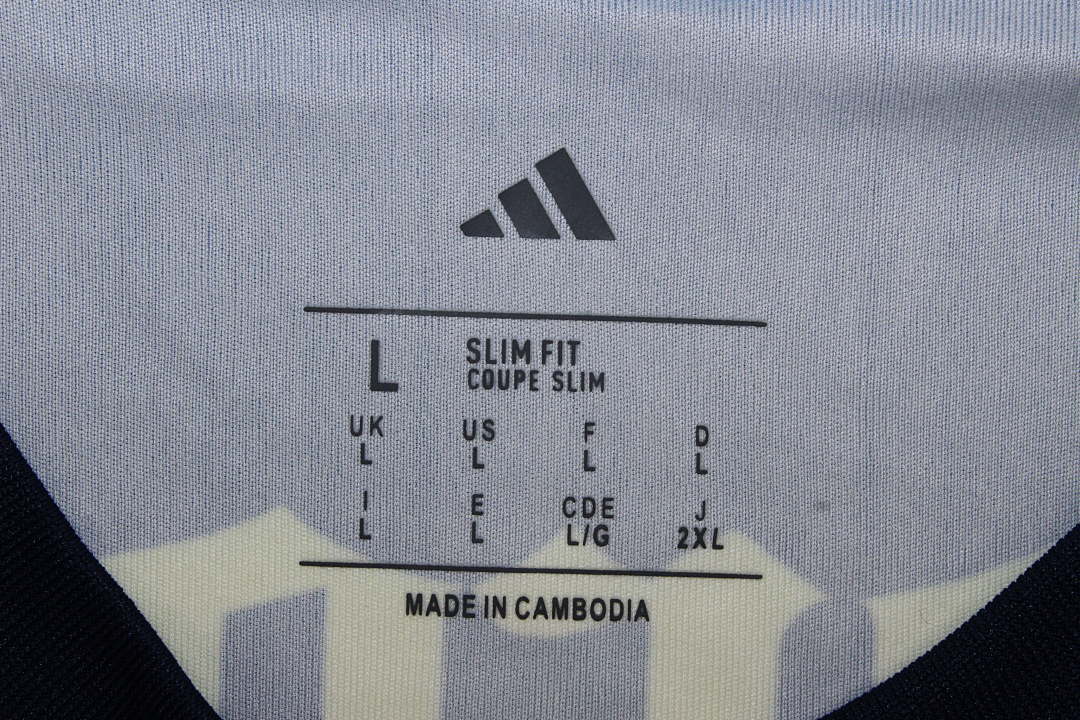 L SLIM FIT
COUPE SLIM
UK US F D
L L L L
I E CDE J
L L L/G 2XL
MADE IN CAMBODIA